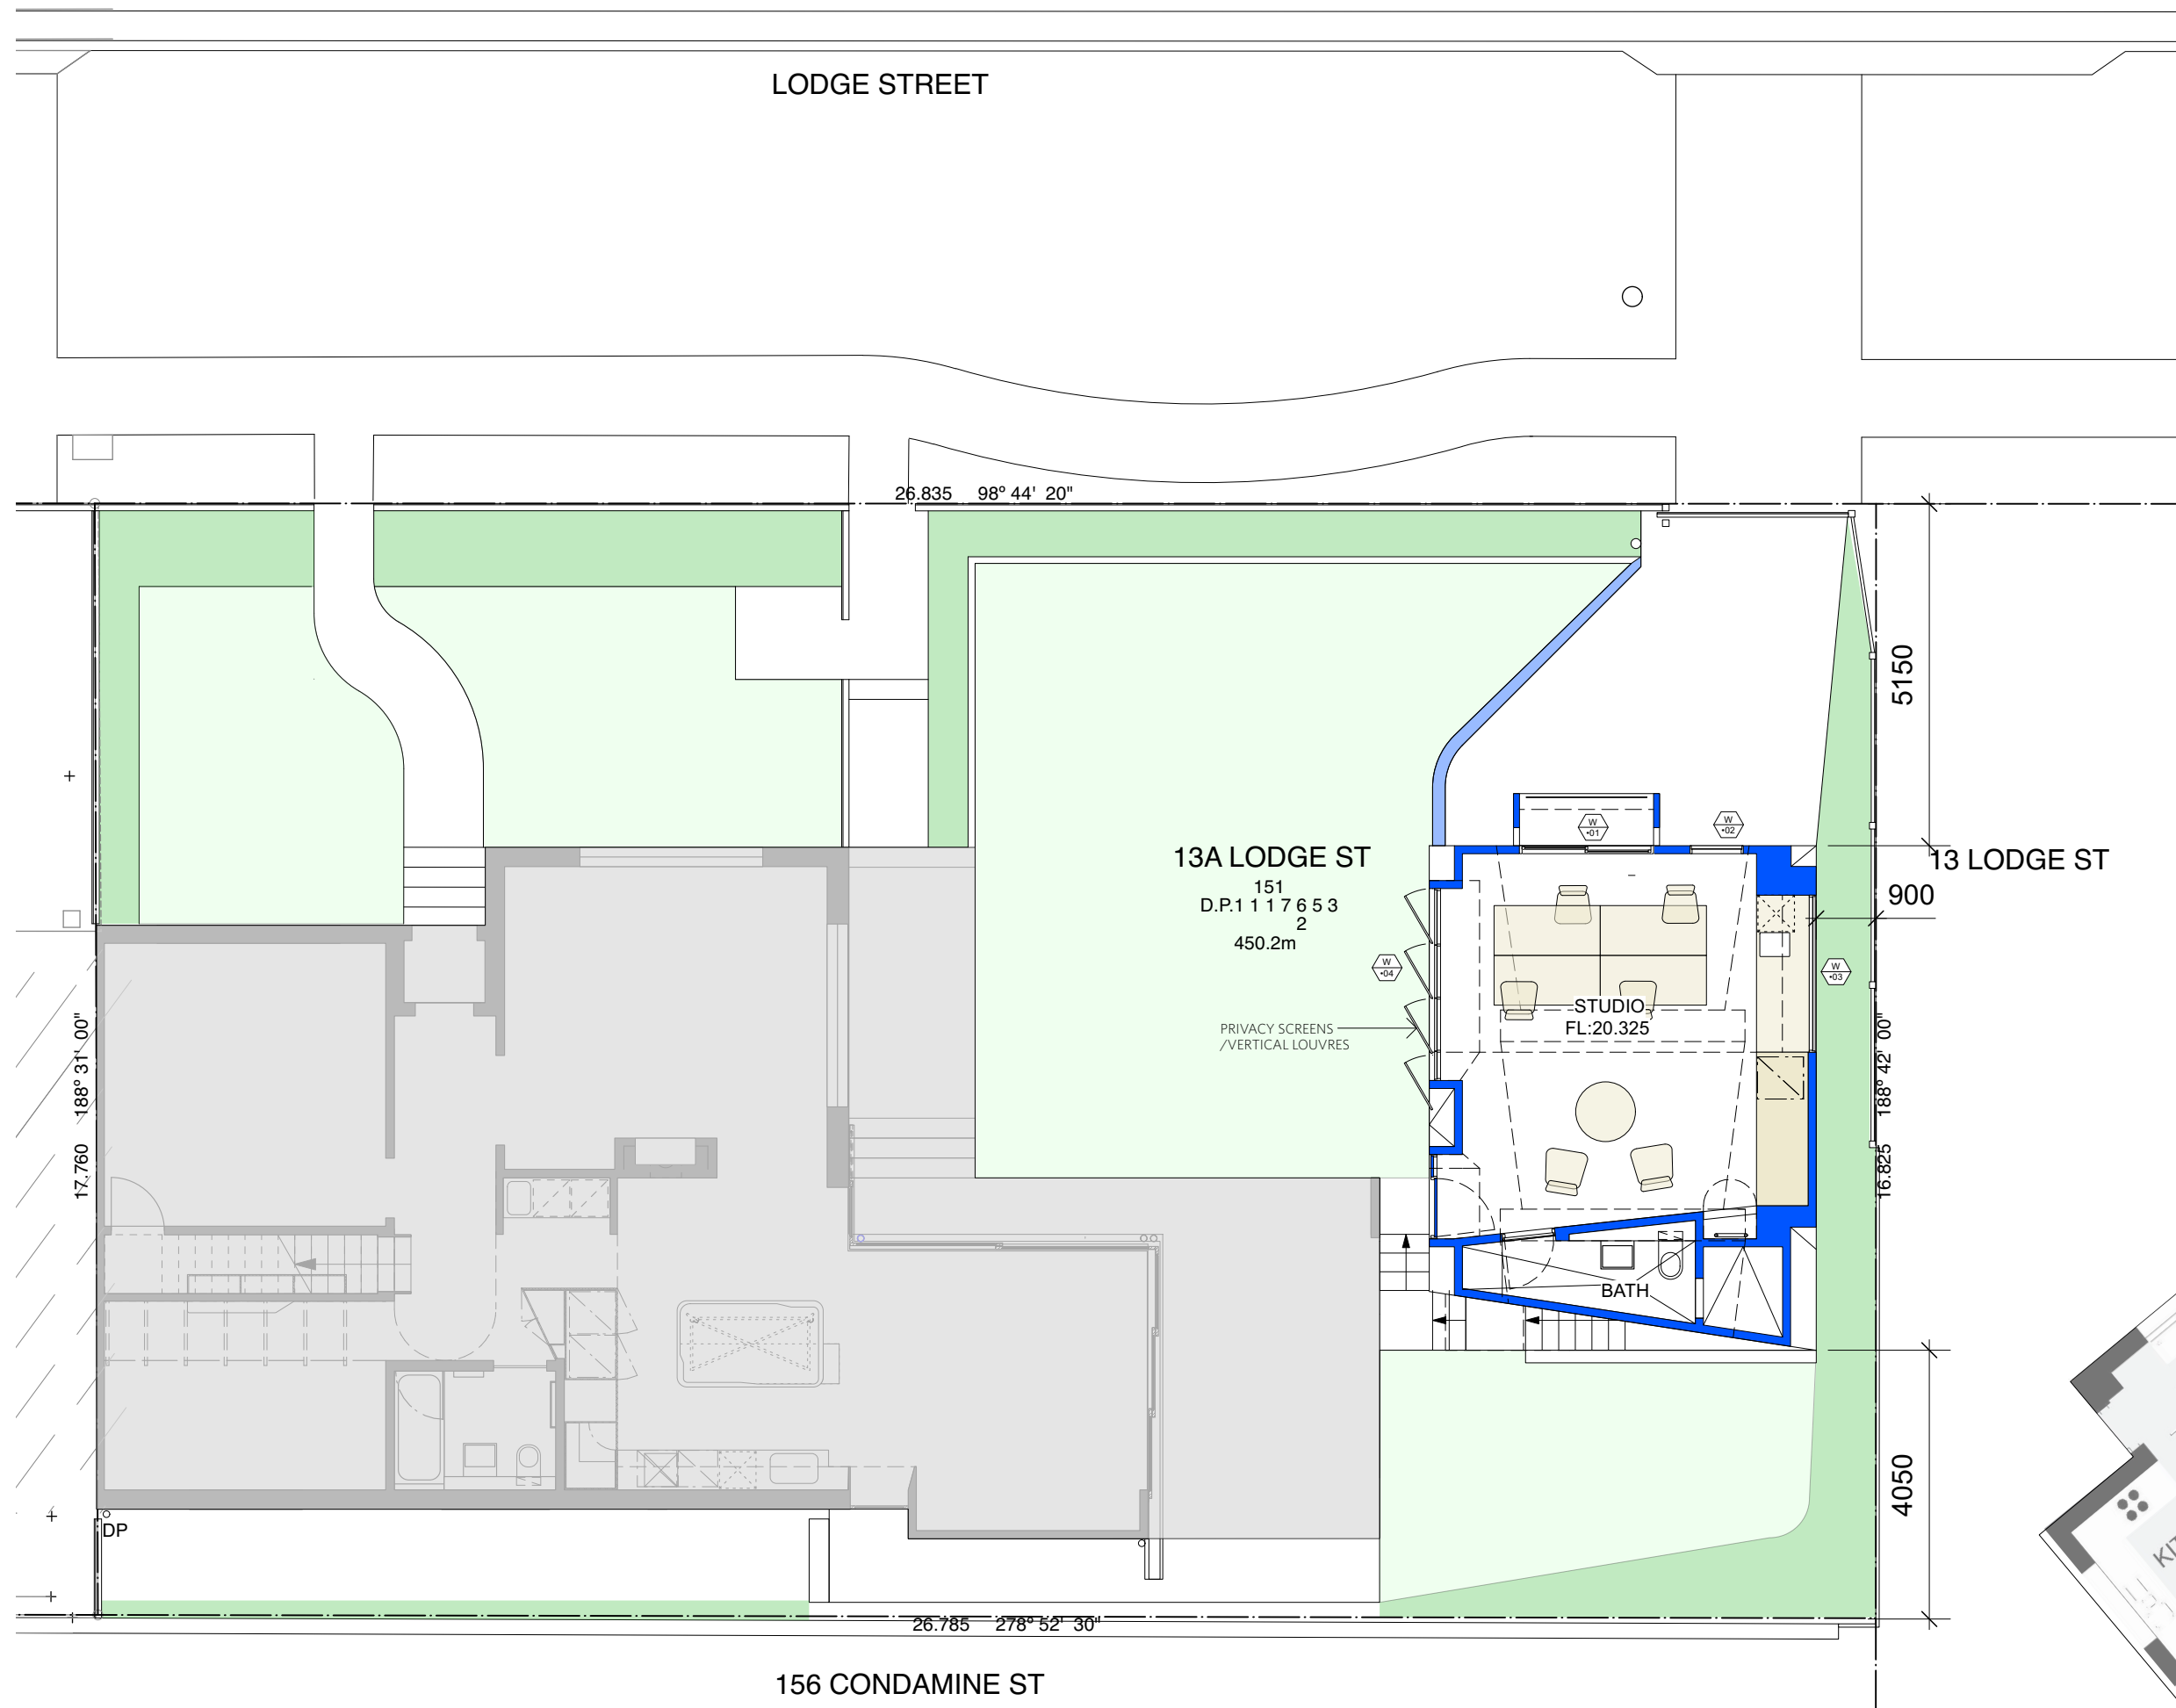 LODGE STREET
26.835 98° 44' 20"
5150
13A LODGE ST
151
D.P.1 1 1 7 6 5 3
2
450.2m
W
•01
W
•02
13 LODGE ST
900
W
•04
W
•03
STUDIO
FL:20.325
PRIVACY SCREENS
/VERTICAL LOUVRES
17.760 188° 31' 00"
16.825 188° 42' 00"
BATH
4050
DP
26.785 278° 52' 30"
156 CONDAMINE ST